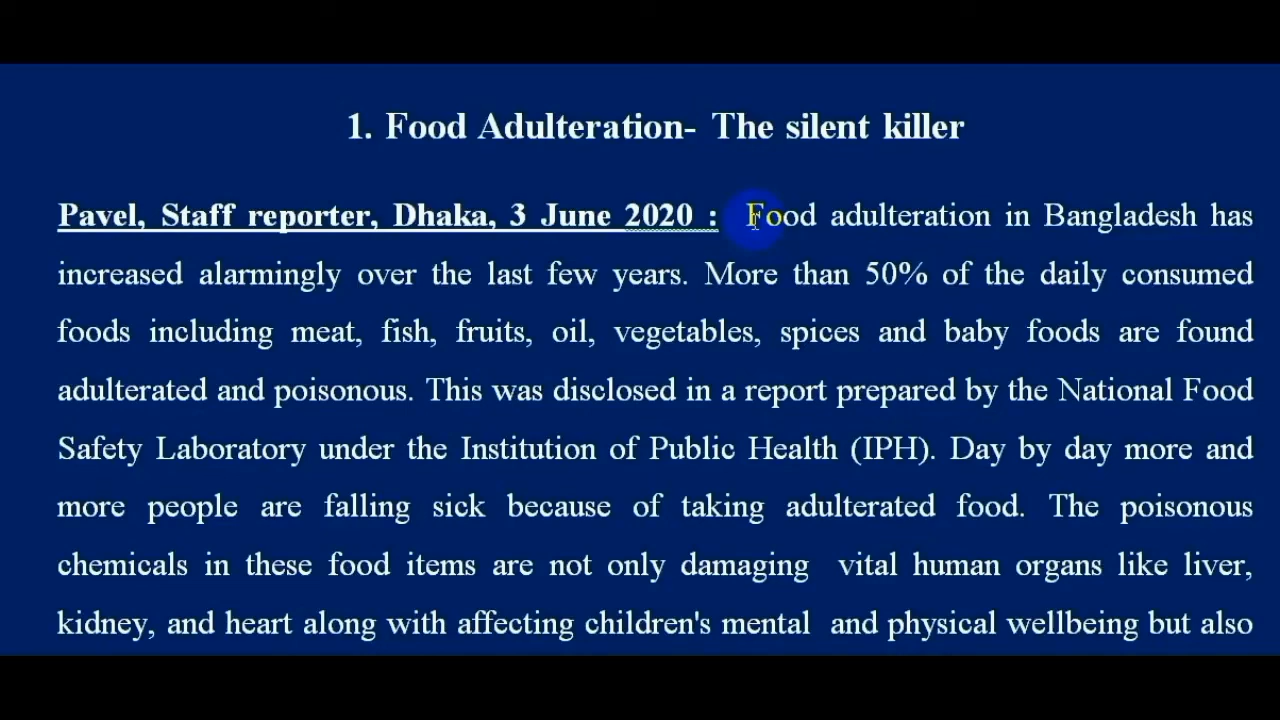 1. Food Adulteration- The silent killer
Pavel, Staff reporter, Dhaka, 3 June 2020 : Food adulteration in Bangladesh has
increased alarmingly over the last few years. More than 50% of the daily consumed
foods including meat, fish, fruits, oil, vegetables, spices and baby foods are found
adulterated and poisonous. This was disclosed in a report prepared by the National Food
Safety Laboratory under the Institution of Public Health (IPH). Day by day more and
more people are falling sick because of taking adulterated food. The poisonous
chemicals in these food items are not only damaging vital human organs like liver,
kidney, and heart along with affecting children's mental and physical wellbeing but also